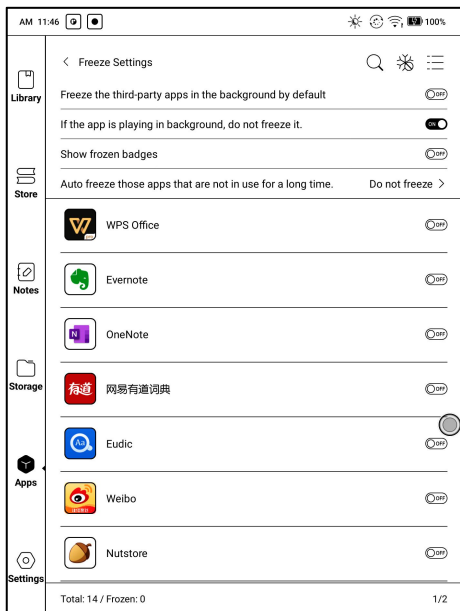 AM 11:46
100%
Freeze Settings
Freeze the third-party apps in the background by default
OFF
If the app is playing in background, do not freeze it.
ON
Show frozen badges
OFF
Auto freeze those apps that are not in use for a long time.
Do not freeze
WPS Office
OFF
Evernote
OFF
N
OneNote
OFF
有道
网易有道词典
OFF
Aa
Eudic
OFF
Weibo
OFF
Nutstore
OFF
Library
Store
Notes
Storage
Apps
Settings
Total: 14 / Frozen: 0
1/2